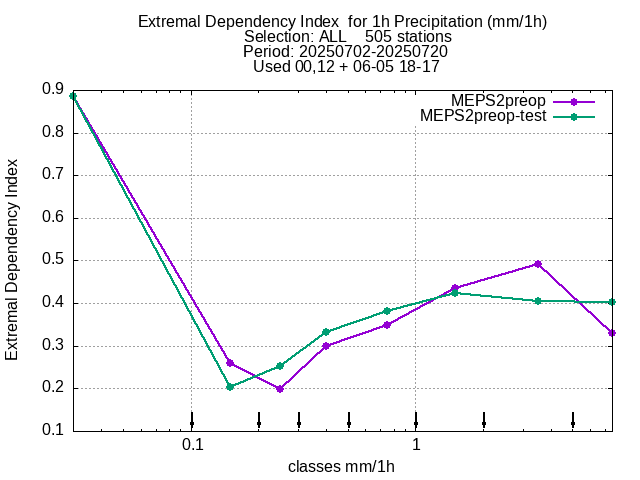 Extremal Dependency Index  for 1h Precipitation (mm/1h)
Selection: ALL    505 stations
Period: 20250702-20250720
Used 00,12 + 06-05 18-17
MEPS2preop
MEPS2preop-test
0.9
0.8
0.7
0.6
0.5
0.4
0.3
0.2
0.1
Extremal Dependency Index
0.1
1
classes mm/1h